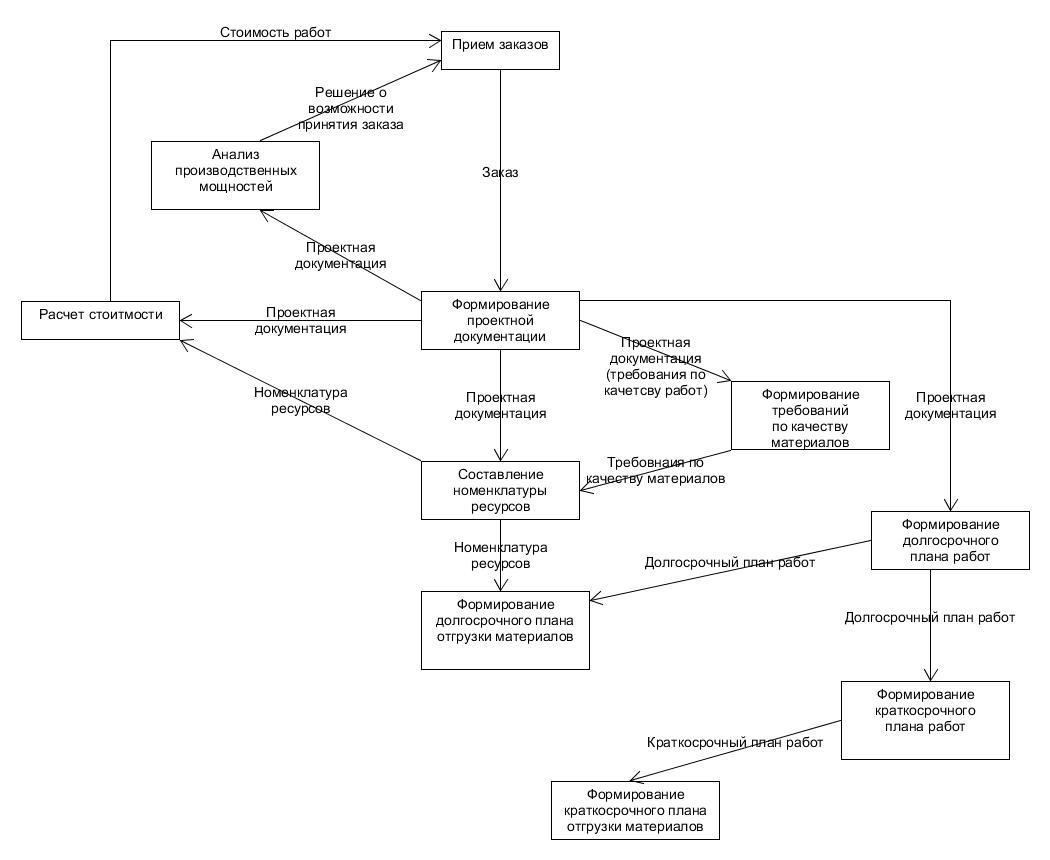 Стоимость работ
Прием заказов
Решение о
возможности
принятия заказа
Анализ
производственных
мощностей
Заказ
Проектная
документация
Расчет стоитмости
Проектная
документация
Формирование
проектной
документации
Проектная
документация
(требования по
качетсву работ)
Номенклатура
ресурсов
Проектная
документация
Формирование
требований
по качеству
материалов
Проектная
документация
Требовнаия по
качеству материалов
Составление
номенклатуры
ресурсов
Формирование
долгосрочного
плана работ
Номенклатура
ресурсов
Долгосрочный план работ
Формирование
долгосрочного плана
отгрузки материалов
Долгосрочный план работ
Формирование
краткосрочного
плана работ
Краткосрочный план работ
Формирование
краткосрочного плана
отгрузки материалов